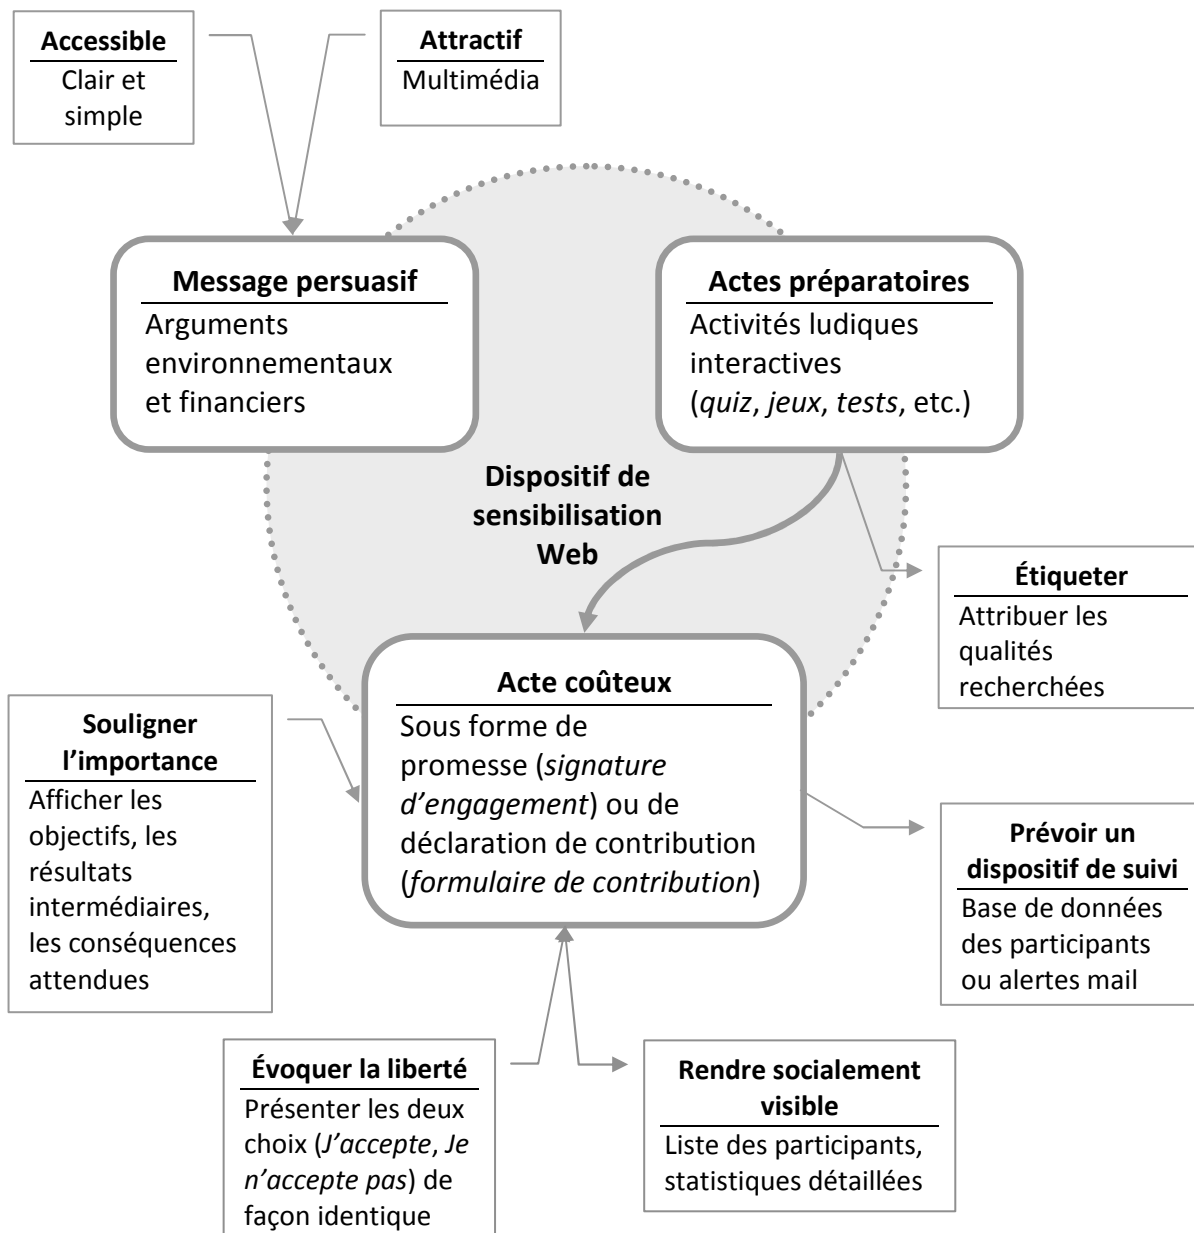 Accessible
Clair et
simple
Attractif
Multimédia
Message persuasif
Arguments
environnementaux
et financiers
Actes préparatoires
Activités ludiques
interactives
(quiz, jeux, tests, etc.)
Dispositif de
sensibilisation
Web
Étiqueter
Attribuer les
qualités
recherchées
Acte coûteux
Sous forme de
promesse (signature
d'engagement) ou de
déclaration de contribution
(formulaire de contribution)
Souligner
l'importance
Afficher les
objectifs, les
résultats
intermédiaires,
les conséquences
attendues
Prévoir un
dispositif de suivi
Base de données
des participants
ou alertes mail
Évoquer la liberté
Présenter les deux
choix (J'accepte, Je
n'accepte pas) de
façon identique
Rendre socialement
visible
Liste des participants,
statistiques détaillées